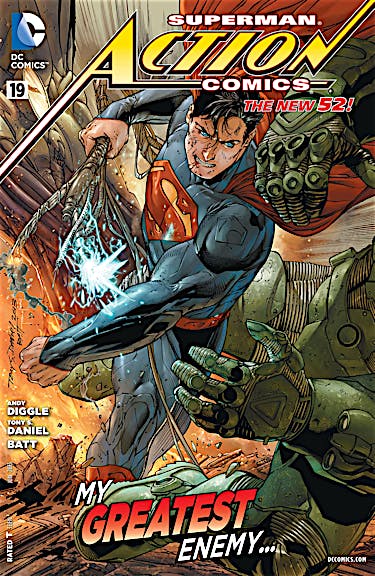 SUPERMAN
ACTION
COMICS
THE NEW 52!
DC COMICS™
19
ANDY
DIGGLE
TONY S.
DANIEL
BATT
RATED T
MY
GREATEST
ENEMY...
DCCOMICS.COM